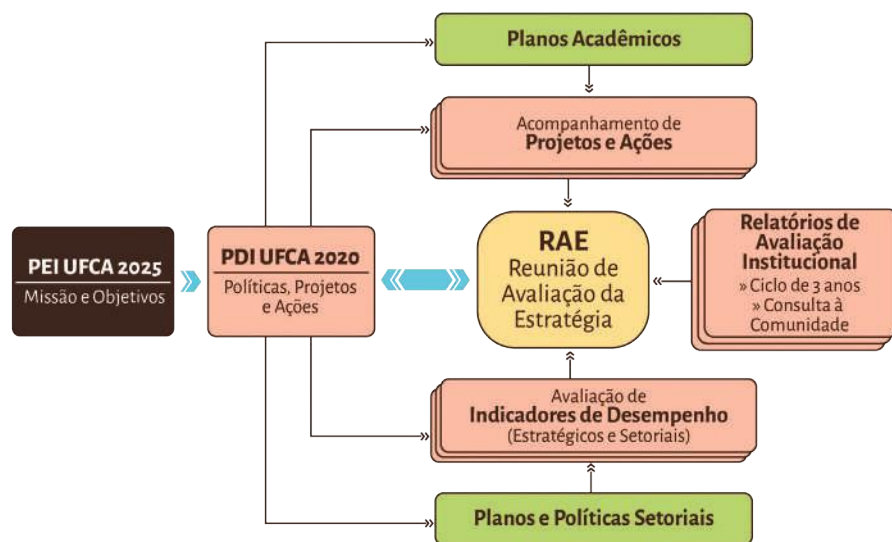 Planos Acadêmicos
Acompanhamento de
Projetos e Ações
PEI UFCA 2025
Missão e Objetivos
PDI UFCA 2020
Políticas, Projetos
e Ações
RAE
Reunião de
Avaliação da
Estratégia
Relatórios de
Avaliação
Institucional
» Ciclo de 3 anos
» Consulta à
Comunidade
Avaliação de
Indicadores de Desempenho
(Estratégicos e Setoriais)
Planos e Políticas Setoriais